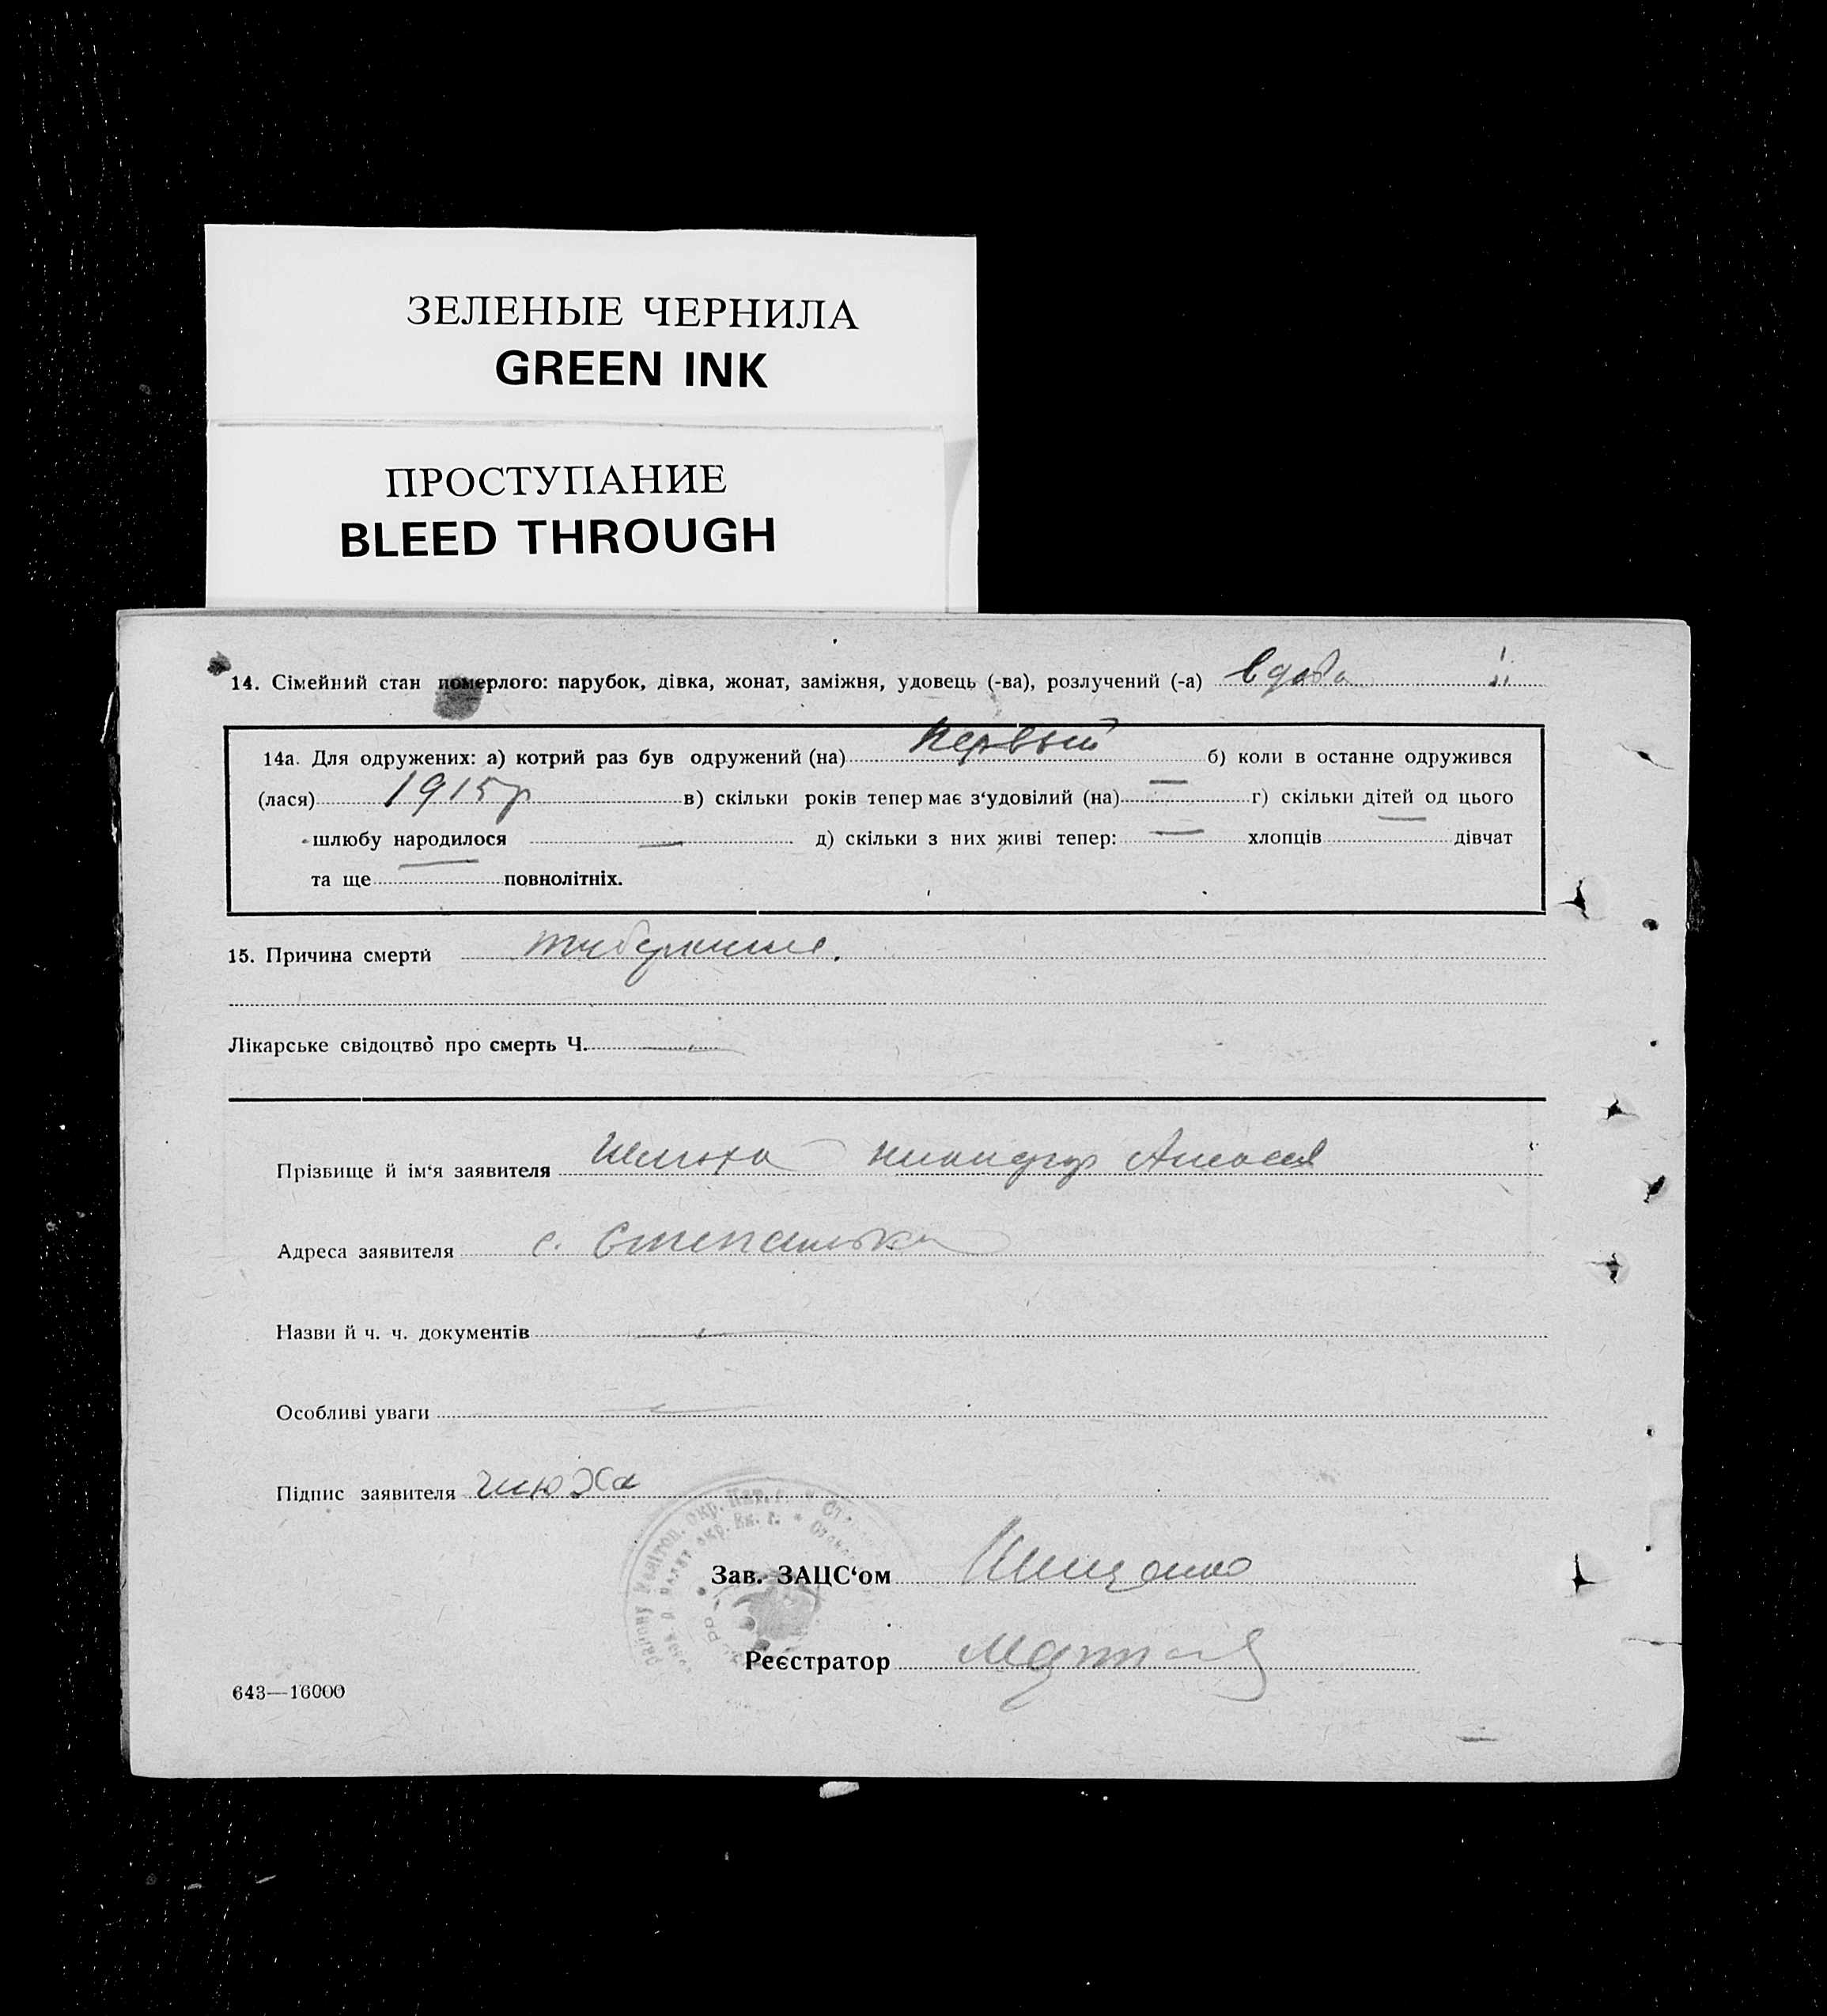 ЗЕЛЕНЫЕ ЧЕРНИЛА
GREEN INK
ПРОСТУПАНИЕ
BLEED THROUGH
14. Сімейний стан померлого: парубок, дівка, жонат, заміжня, удовець (-ва), розлучений (-а) вдова
14а. Для одружених: а) котрий раз був одружений (на) первый б) коли в останне одружився
(лася) 1915р в) скільки років тепер має з‘удовілий (на) — г) скільки дітей од цього
шлюбу народилося — д) скільки з них живі тепер: — хлопців — дівчат
та ще — повнолітніх.
15. Причина смерти
Лікарське свідоцтво про смерть Ч. —
Прізвище й ім‘я заявителя
Адреса заявителя с.
Назви й ч. ч. документів —
Особливі уваги —
Підпис заявителя
Зав. ЗАЦС‘ом
Реєстратор
643—16000